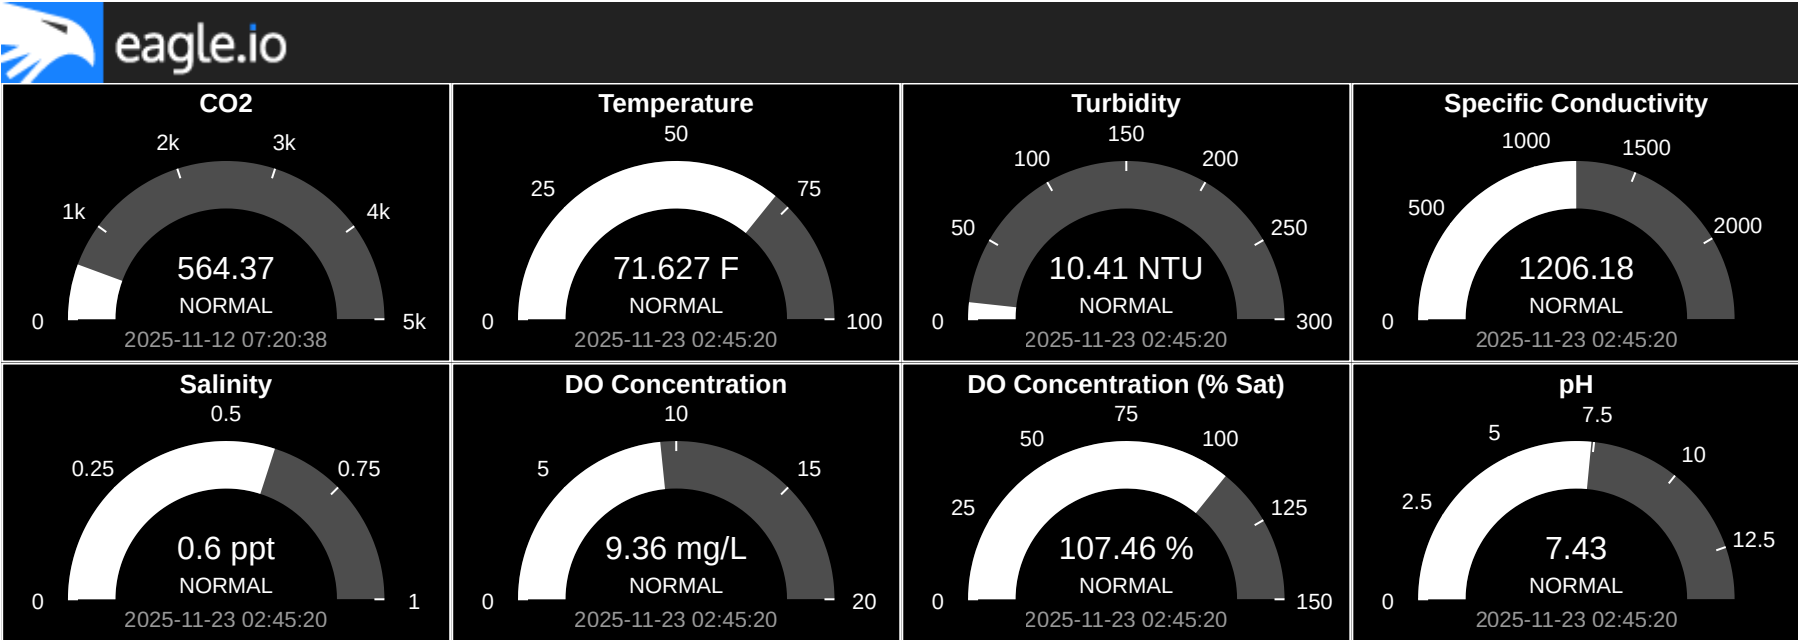 eagle.io
CO2
0
1k
2k
3k
4k
5k
564.37
NORMAL
2025-11-12 07:20:38
Temperature
0
25
50
75
100
71.627 F
NORMAL
2025-11-23 02:45:20
Turbidity
0
50
100
150
200
250
300
10.41 NTU
NORMAL
2025-11-23 02:45:20
Specific Conductivity
0
500
1000
1500
2000
1206.18
NORMAL
2025-11-23 02:45:20
Salinity
0
0.25
0.5
0.75
1
0.6 ppt
NORMAL
2025-11-23 02:45:20
DO Concentration
0
5
10
15
20
9.36 mg/L
NORMAL
2025-11-23 02:45:20
DO Concentration (% Sat)
0
25
50
75
100
125
150
107.46 %
NORMAL
2025-11-23 02:45:20
pH
0
2.5
5
7.5
10
12.5
7.43
NORMAL
2025-11-23 02:45:20